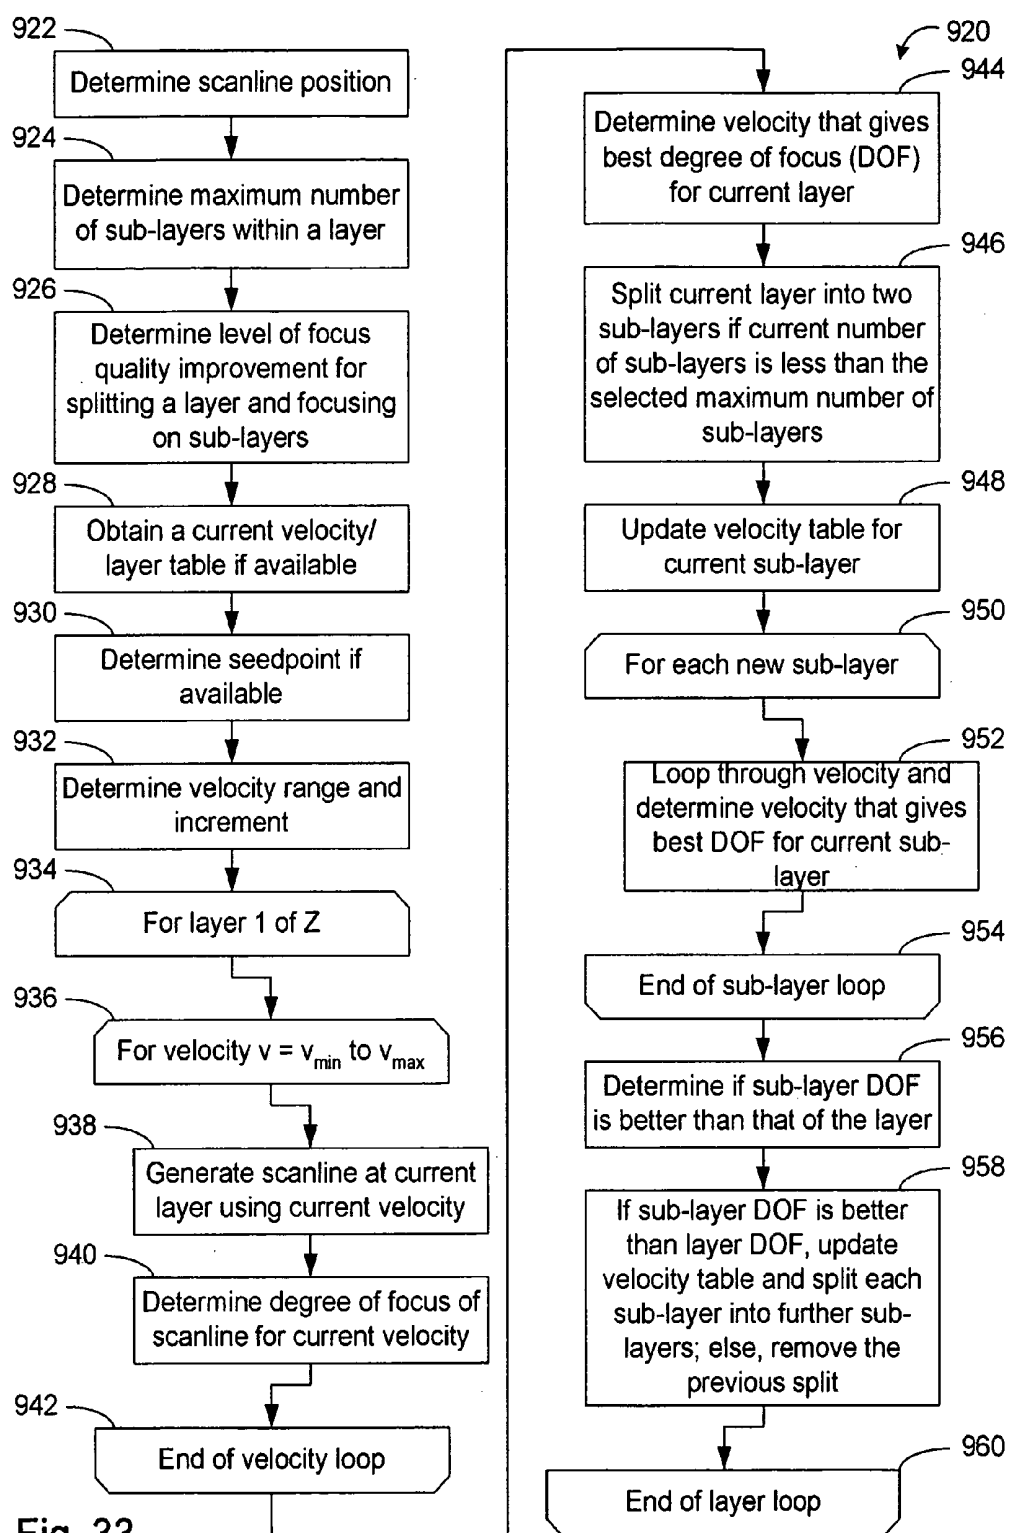 922
Determine scanline position
924
Determine maximum number
of sub-layers within a layer
926
Determine level of focus
quality improvement for
splitting a layer and focusing
on sub-layers
928
Obtain a current velocity/
layer table if available
930
Determine seedpoint if
available
932
Determine velocity range and
increment
934
For layer 1 of Z
936
For velocity v = vmin to vmax
938
Generate scanline at current
layer using current velocity
940
Determine degree of focus of
scanline for current velocity
942
End of velocity loop
920
944
Determine velocity that gives
best degree of focus (DOF)
for current layer
946
Split current layer into two
sub-layers if current number
of sub-layers is less than the
selected maximum number of
sub-layers
948
Update velocity table for
current sub-layer
950
For each new sub-layer
952
Loop through velocity and
determine velocity that gives
best DOF for current sub-
layer
954
End of sub-layer loop
956
Determine if sub-layer DOF
is better than that of the layer
958
If sub-layer DOF is better
than layer DOF, update
velocity table and split each
sub-layer into further sub-
layers; else, remove the
previous split
960
End of layer loop
Fig.